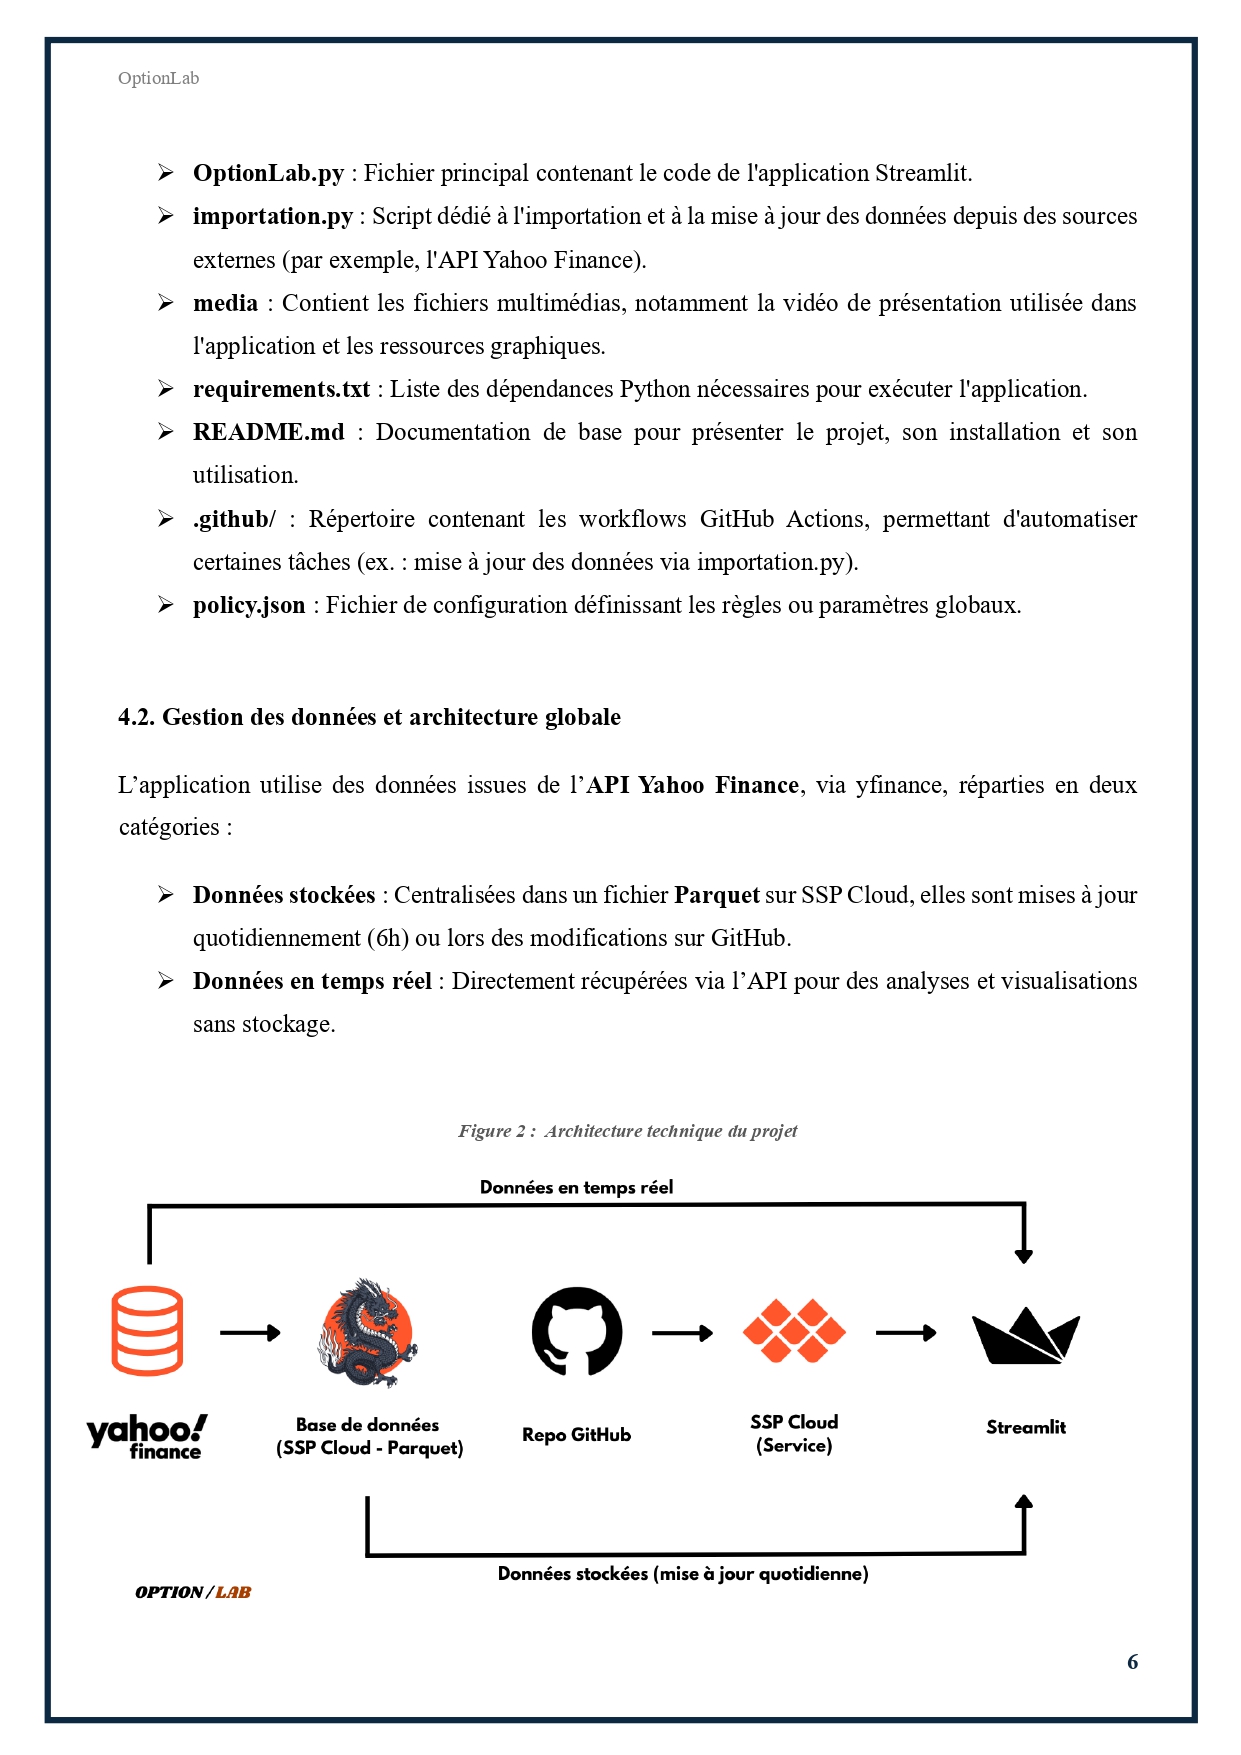 OptionLab
➢ OptionLab.py : Fichier principal contenant le code de l'application Streamlit.
➢ importation.py : Script dédié à l'importation et à la mise à jour des données depuis des sources
externes (par exemple, l'API Yahoo Finance).
➢ media : Contient les fichiers multimédias, notamment la vidéo de présentation utilisée dans
l'application et les ressources graphiques.
➢ requirements.txt : Liste des dépendances Python nécessaires pour exécuter l'application.
➢ README.md : Documentation de base pour présenter le projet, son installation et son
utilisation.
➢ .github/ : Répertoire contenant les workflows GitHub Actions, permettant d'automatiser
certaines tâches (ex. : mise à jour des données via importation.py).
➢ policy.json : Fichier de configuration définissant les règles ou paramètres globaux.
4.2. Gestion des données et architecture globale
L’application utilise des données issues de l’API Yahoo Finance, via yfinance, réparties en deux
catégories :
➢ Données stockées : Centralisées dans un fichier Parquet sur SSP Cloud, elles sont mises à jour
quotidiennement (6h) ou lors des modifications sur GitHub.
➢ Données en temps réel : Directement récupérées via l’API pour des analyses et visualisations
sans stockage.
Figure 2 : Architecture technique du projet
Données en temps réel
yahoo!
finance
Base de données
(SSP Cloud - Parquet)
Repo GitHub
SSP Cloud
(Service)
Streamlit
Données stockées (mise à jour quotidienne)
OPTION / LAB
6